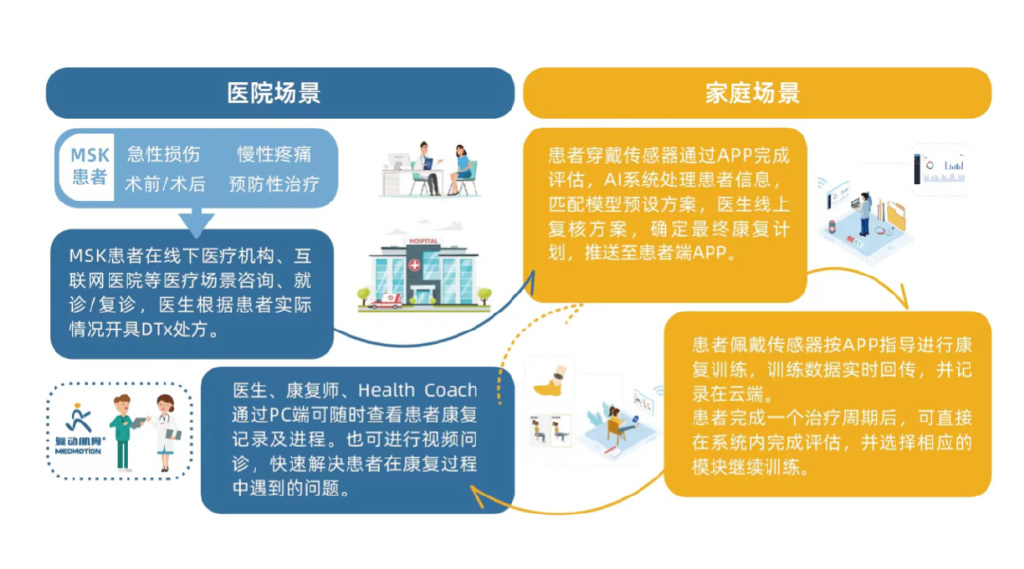 医院场景
家庭场景
MSK
患者
急性损伤 慢性疼痛
术前/术后 预防性治疗
MSK患者在线下医疗机构、互
联网医院等医疗场景咨询、就
诊/复诊，医生根据患者实际
情况开具DTx处方。
HOSPITAL
患者穿戴传感器通过APP完成
评估，AI系统处理患者信息，
匹配模型预设方案，医生线上
复核方案，确定最终康复计
划，推送至患者端APP。
患者佩戴传感器按APP指导进行康
复训练，训练数据实时回传，并记
录在云端。
患者完成一个治疗周期后，可直接
在系统内完成评估，并选择相应的
模块继续训练。
医生、康复师、Health Coach
通过PC端可随时查看患者康复
记录及进程。也可进行视频问
诊，快速解决患者在康复过程
中遇到的问题。
复动肌骨®
MEDMOTION